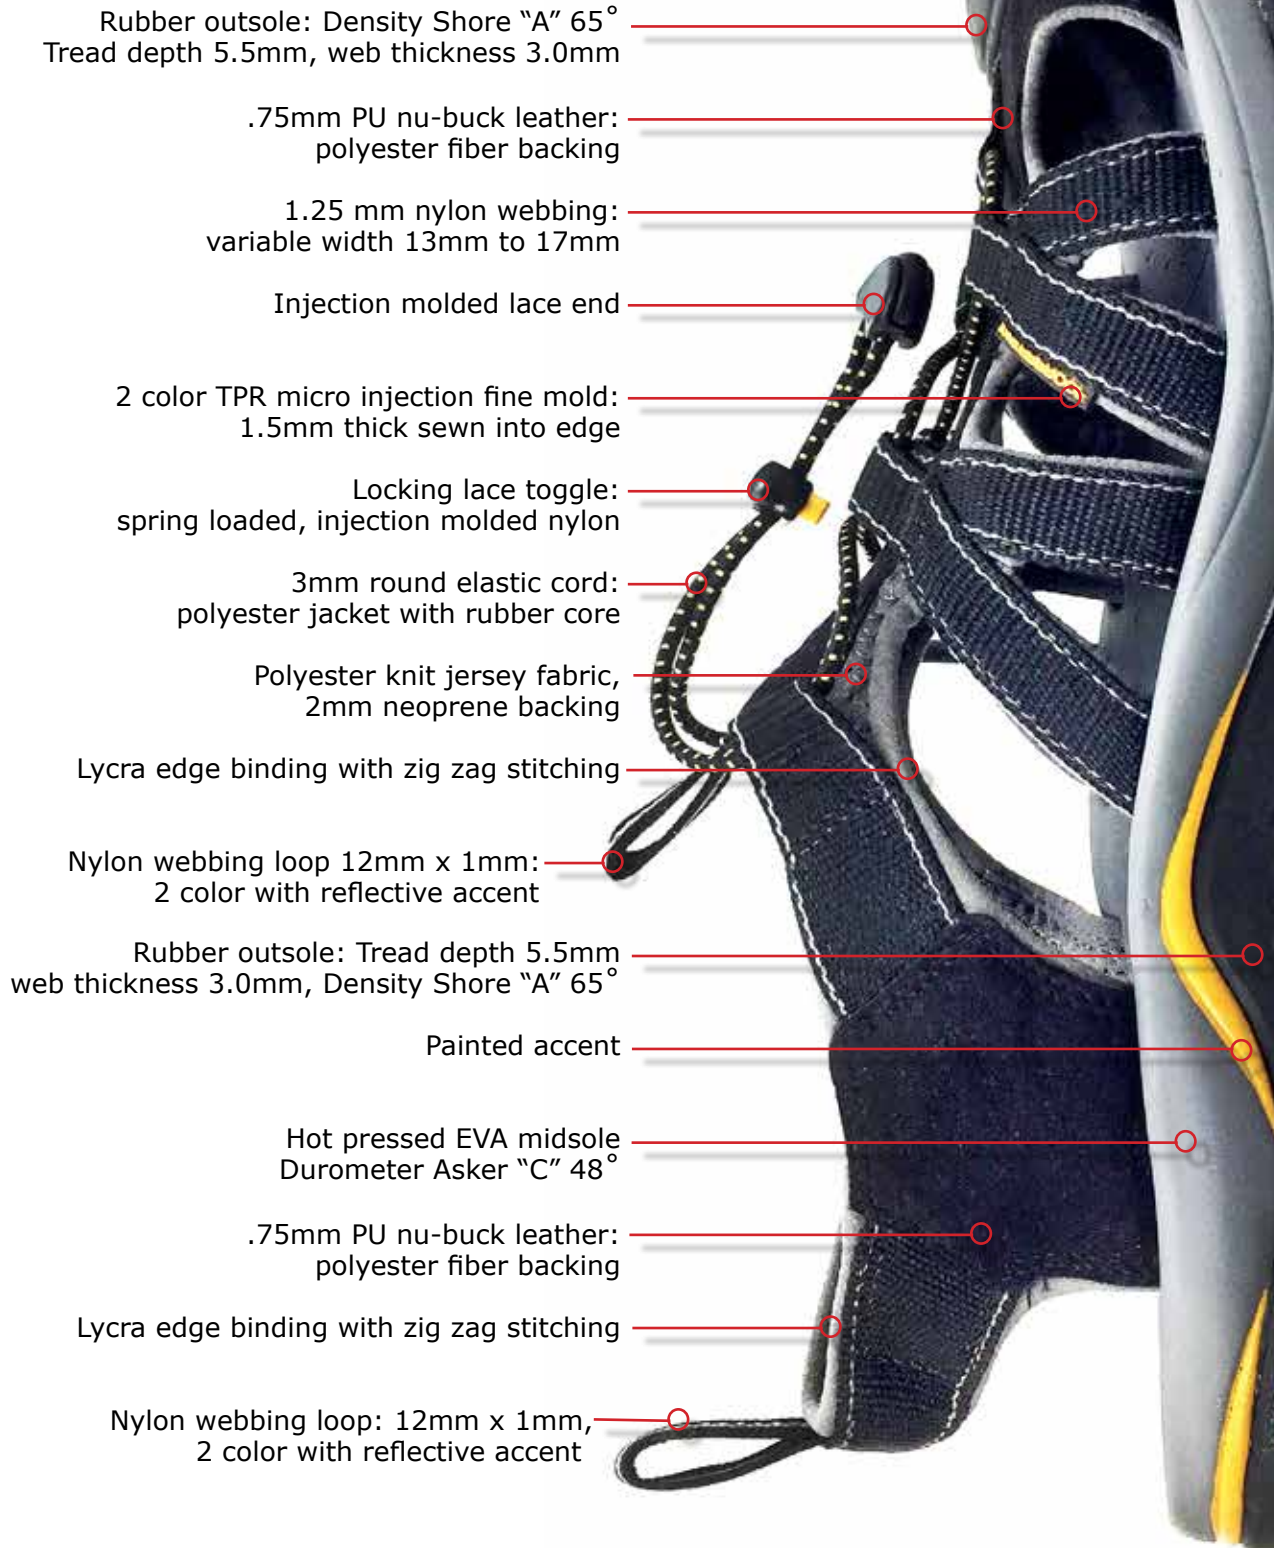 Rubber outsole: Density Shore “A” 65°
Tread depth 5.5mm, web thickness 3.0mm
.75mm PU nu-buck leather:
polyester fiber backing
1.25 mm nylon webbing:
variable width 13mm to 17mm
Injection molded lace end
2 color TPR micro injection fine mold:
1.5mm thick sewn into edge
Locking lace toggle:
spring loaded, injection molded nylon
3mm round elastic cord:
polyester jacket with rubber core
Polyester knit jersey fabric,
2mm neoprene backing
Lycra edge binding with zig zag stitching
Nylon webbing loop 12mm x 1mm:
2 color with reflective accent
Rubber outsole: Tread depth 5.5mm
web thickness 3.0mm, Density Shore “A” 65°
Painted accent
Hot pressed EVA midsole
Durometer Asker “C” 48°
.75mm PU nu-buck leather:
polyester fiber backing
Lycra edge binding with zig zag stitching
Nylon webbing loop: 12mm x 1mm,
2 color with reflective accent